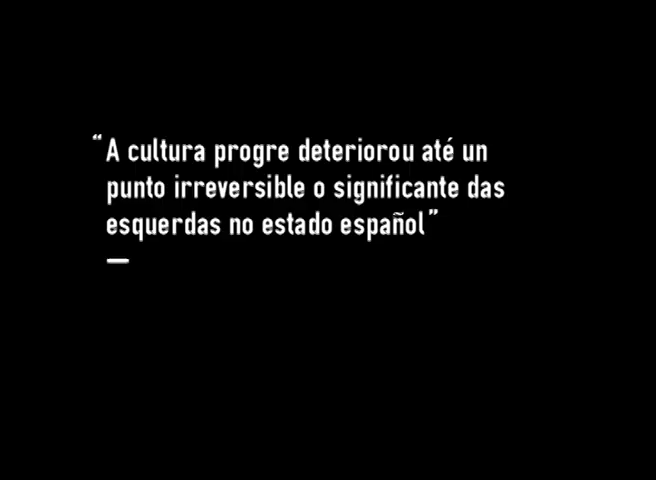 “A cultura progre deteriorou até un
punto irreversible o significante das
esquerdas no estado español”